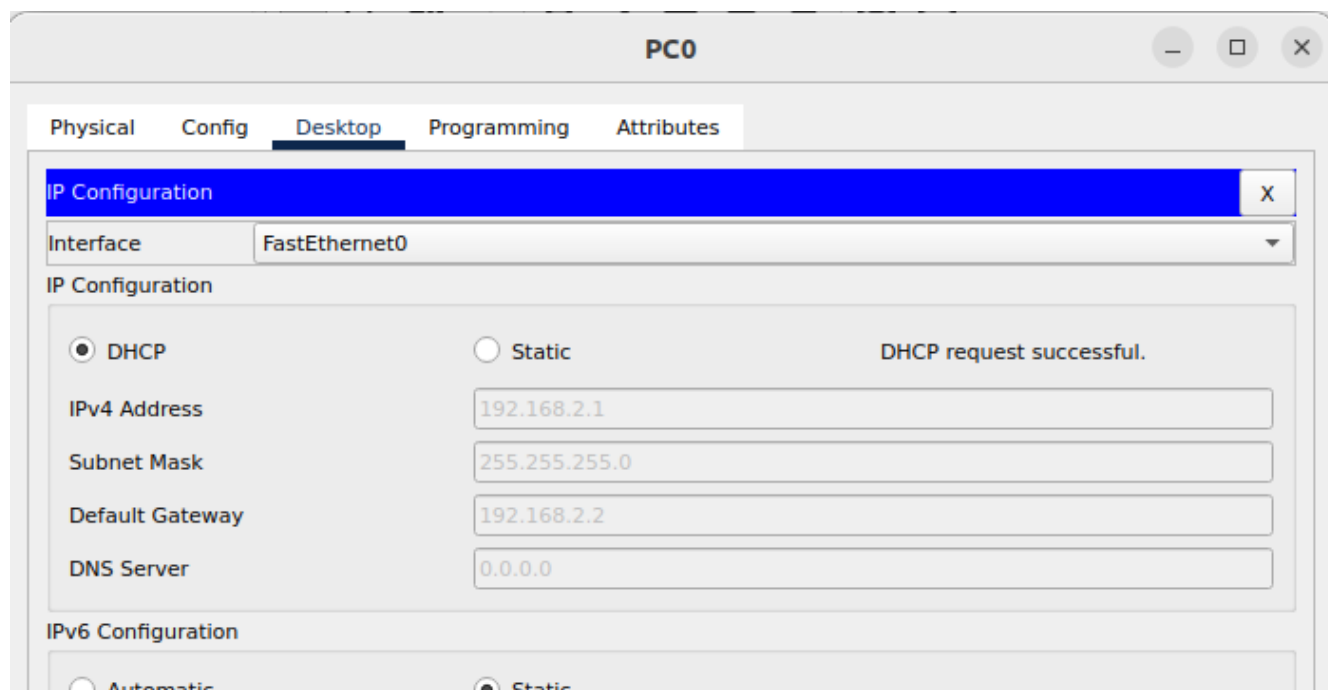 PC0
Physical Config Desktop Programming Attributes
IP Configuration X
Interface FastEthernet0
IP Configuration
DHCP Static DHCP request successful.
IPv4 Address 192.168.2.1
Subnet Mask 255.255.255.0
Default Gateway 192.168.2.2
DNS Server 0.0.0.0
IPv6 Configuration
Automatic Static